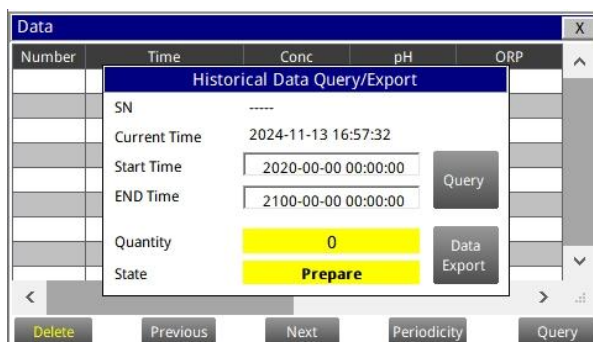 Data X
Number Time Conc pH ORP
Historical Data Query/Export
SN -----
Current Time 2024-11-13 16:57:32
Start Time 2020-00-00 00:00:00
Query
END Time 2100-00-00 00:00:00
Quantity 0
Data Export
State Prepare
Delete Previous Next Periodicity Query